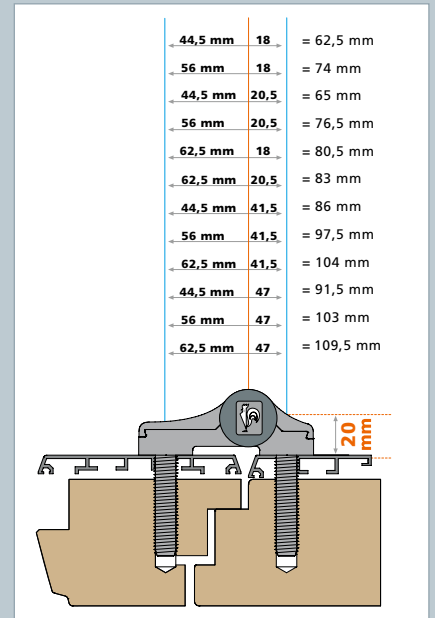 44,5 mm 18 = 62,5 mm
56 mm 18 = 74 mm
44,5 mm 20,5 = 65 mm
56 mm 20,5 = 76,5 mm
62,5 mm 18 = 80,5 mm
62,5 mm 20,5 = 83 mm
44,5 mm 41,5 = 86 mm
56 mm 41,5 = 97,5 mm
62,5 mm 41,5 = 104 mm
44,5 mm 47 = 91,5 mm
56 mm 47 = 103 mm
62,5 mm 47 = 109,5 mm
20
mm